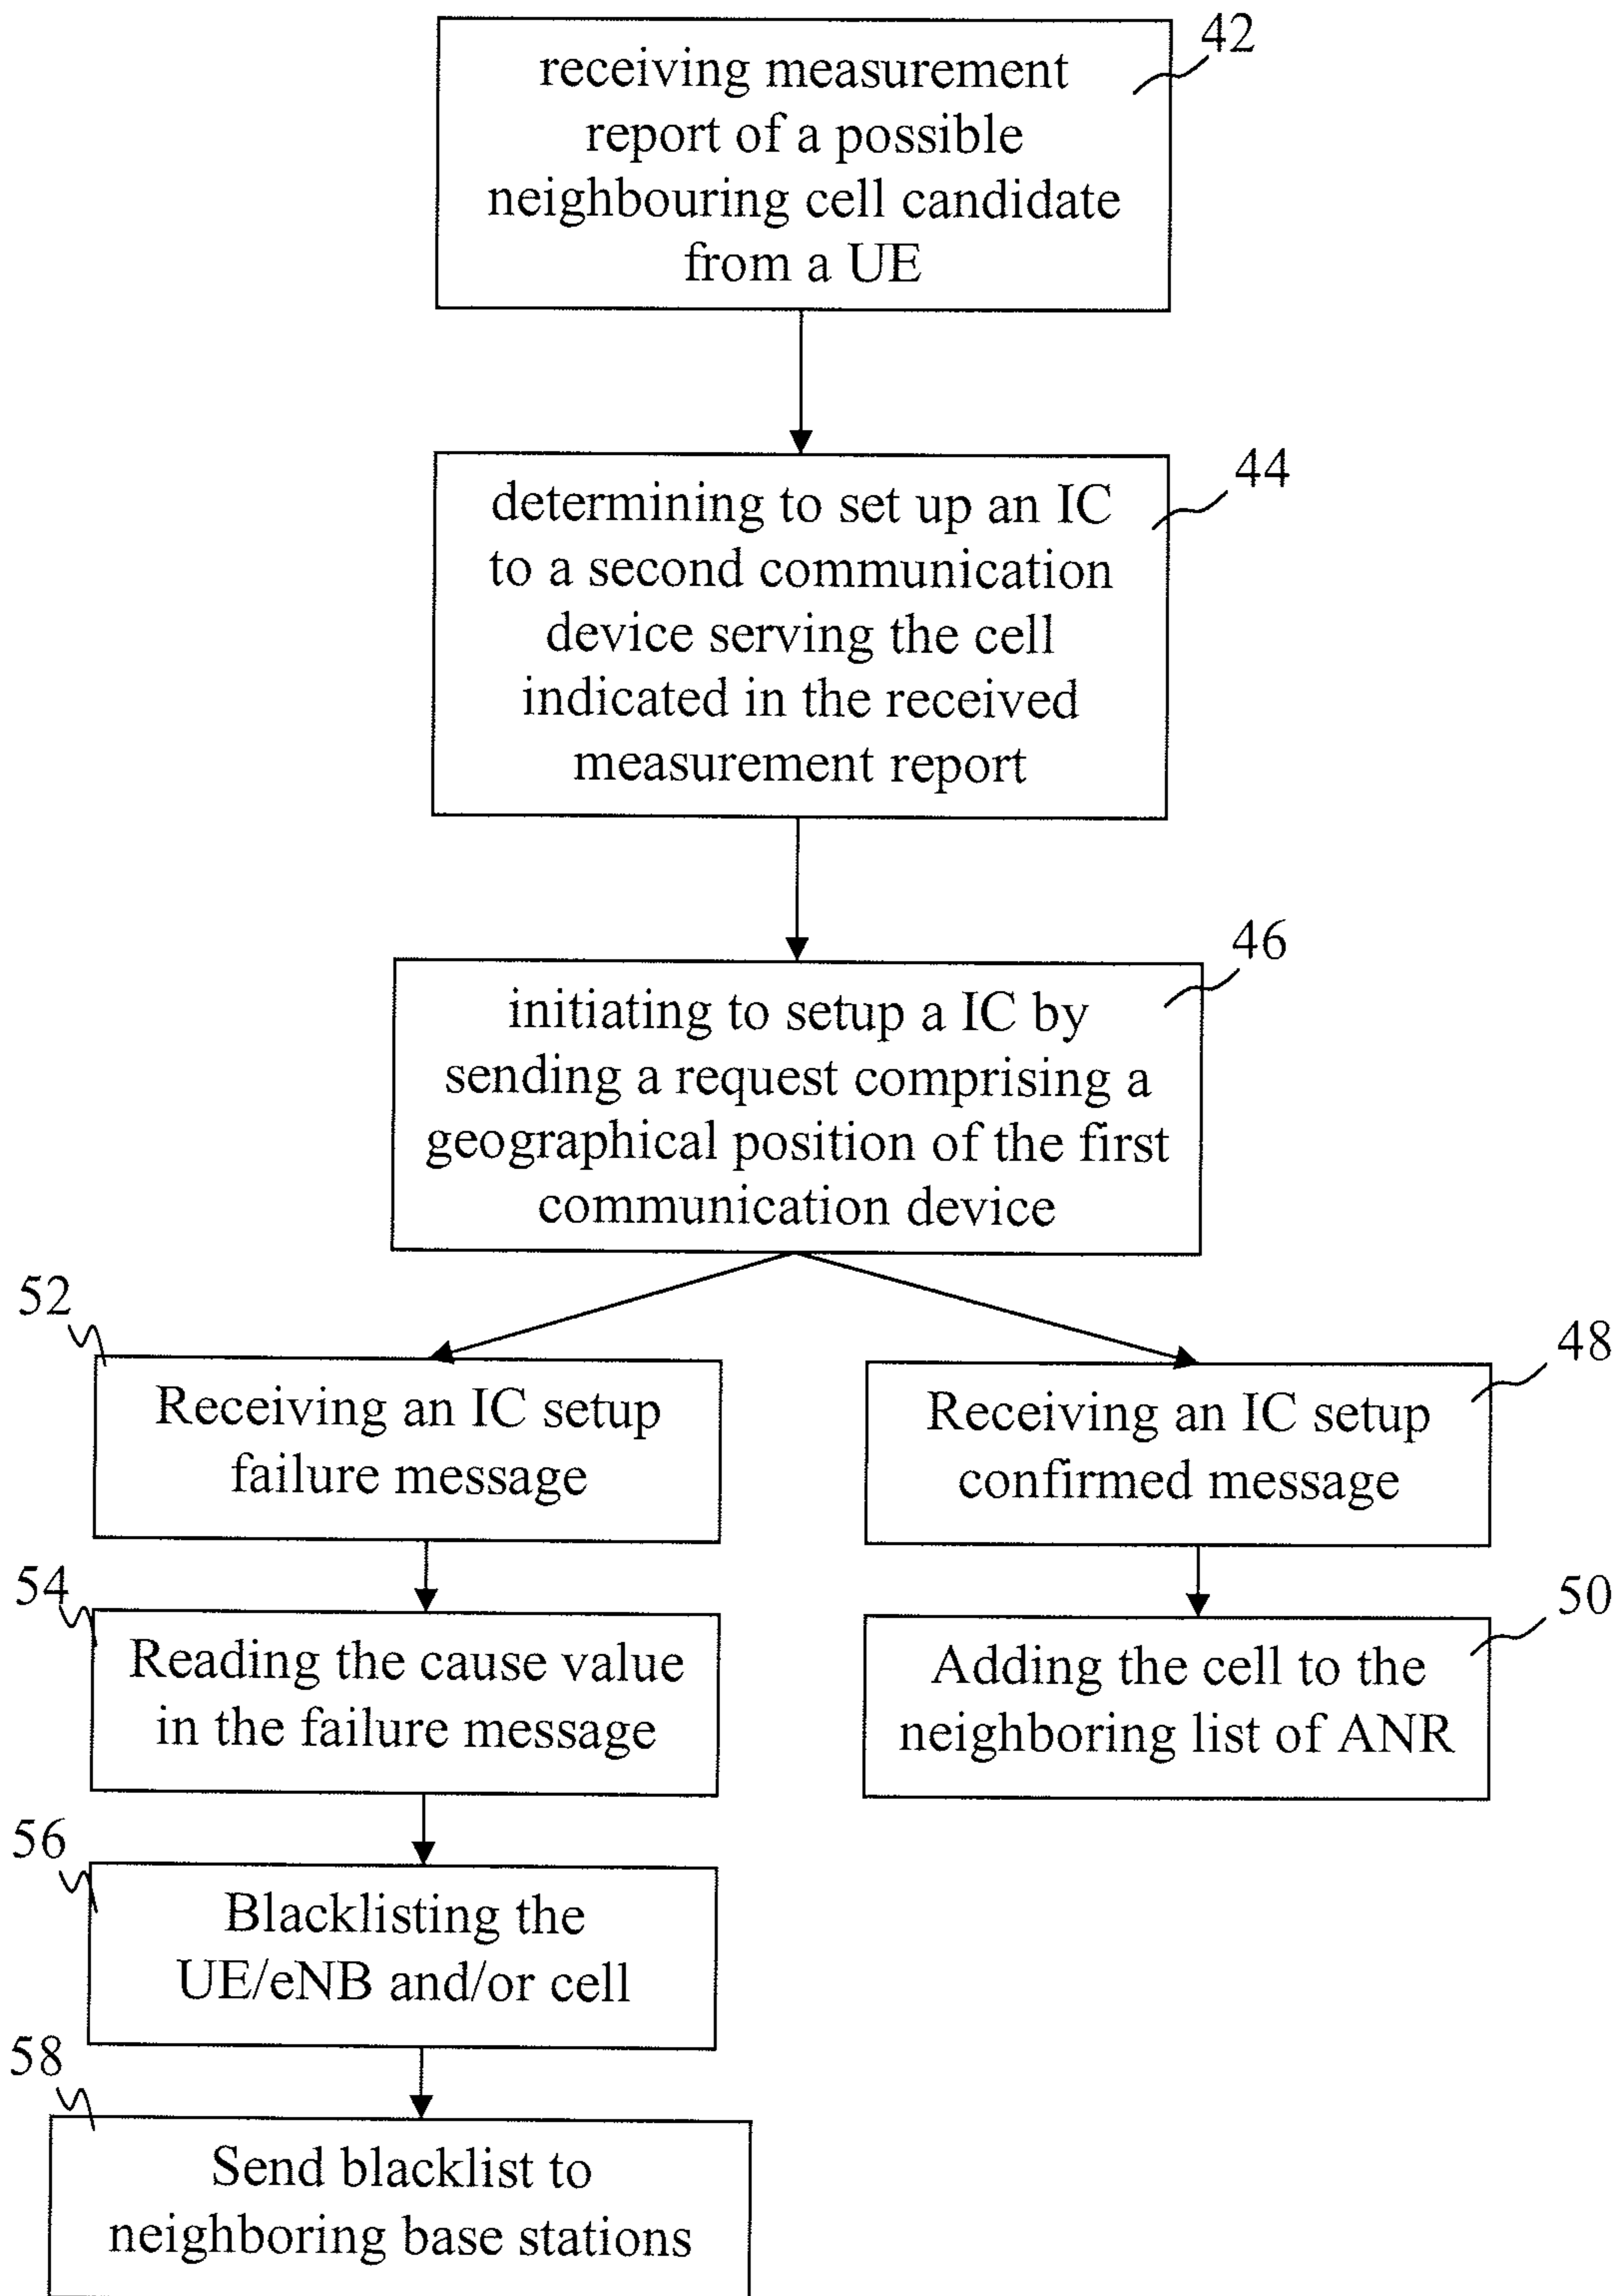 42
receiving measurement
report of a possible
neighbouring cell candidate
from a UE
44
determining to set up an IC
to a second communication
device serving the cell
indicated in the received
measurement report
46
initiating to setup a IC by
sending a request comprising a
geographical position of the first
communication device
52
Receiving an IC setup
failure message
48
Receiving an IC setup
confirmed message
54
Reading the cause value
in the failure message
50
Adding the cell to the
neighboring list of ANR
56
Blacklisting the
UE/eNB and/or cell
58
Send blacklist to
neighboring base stations